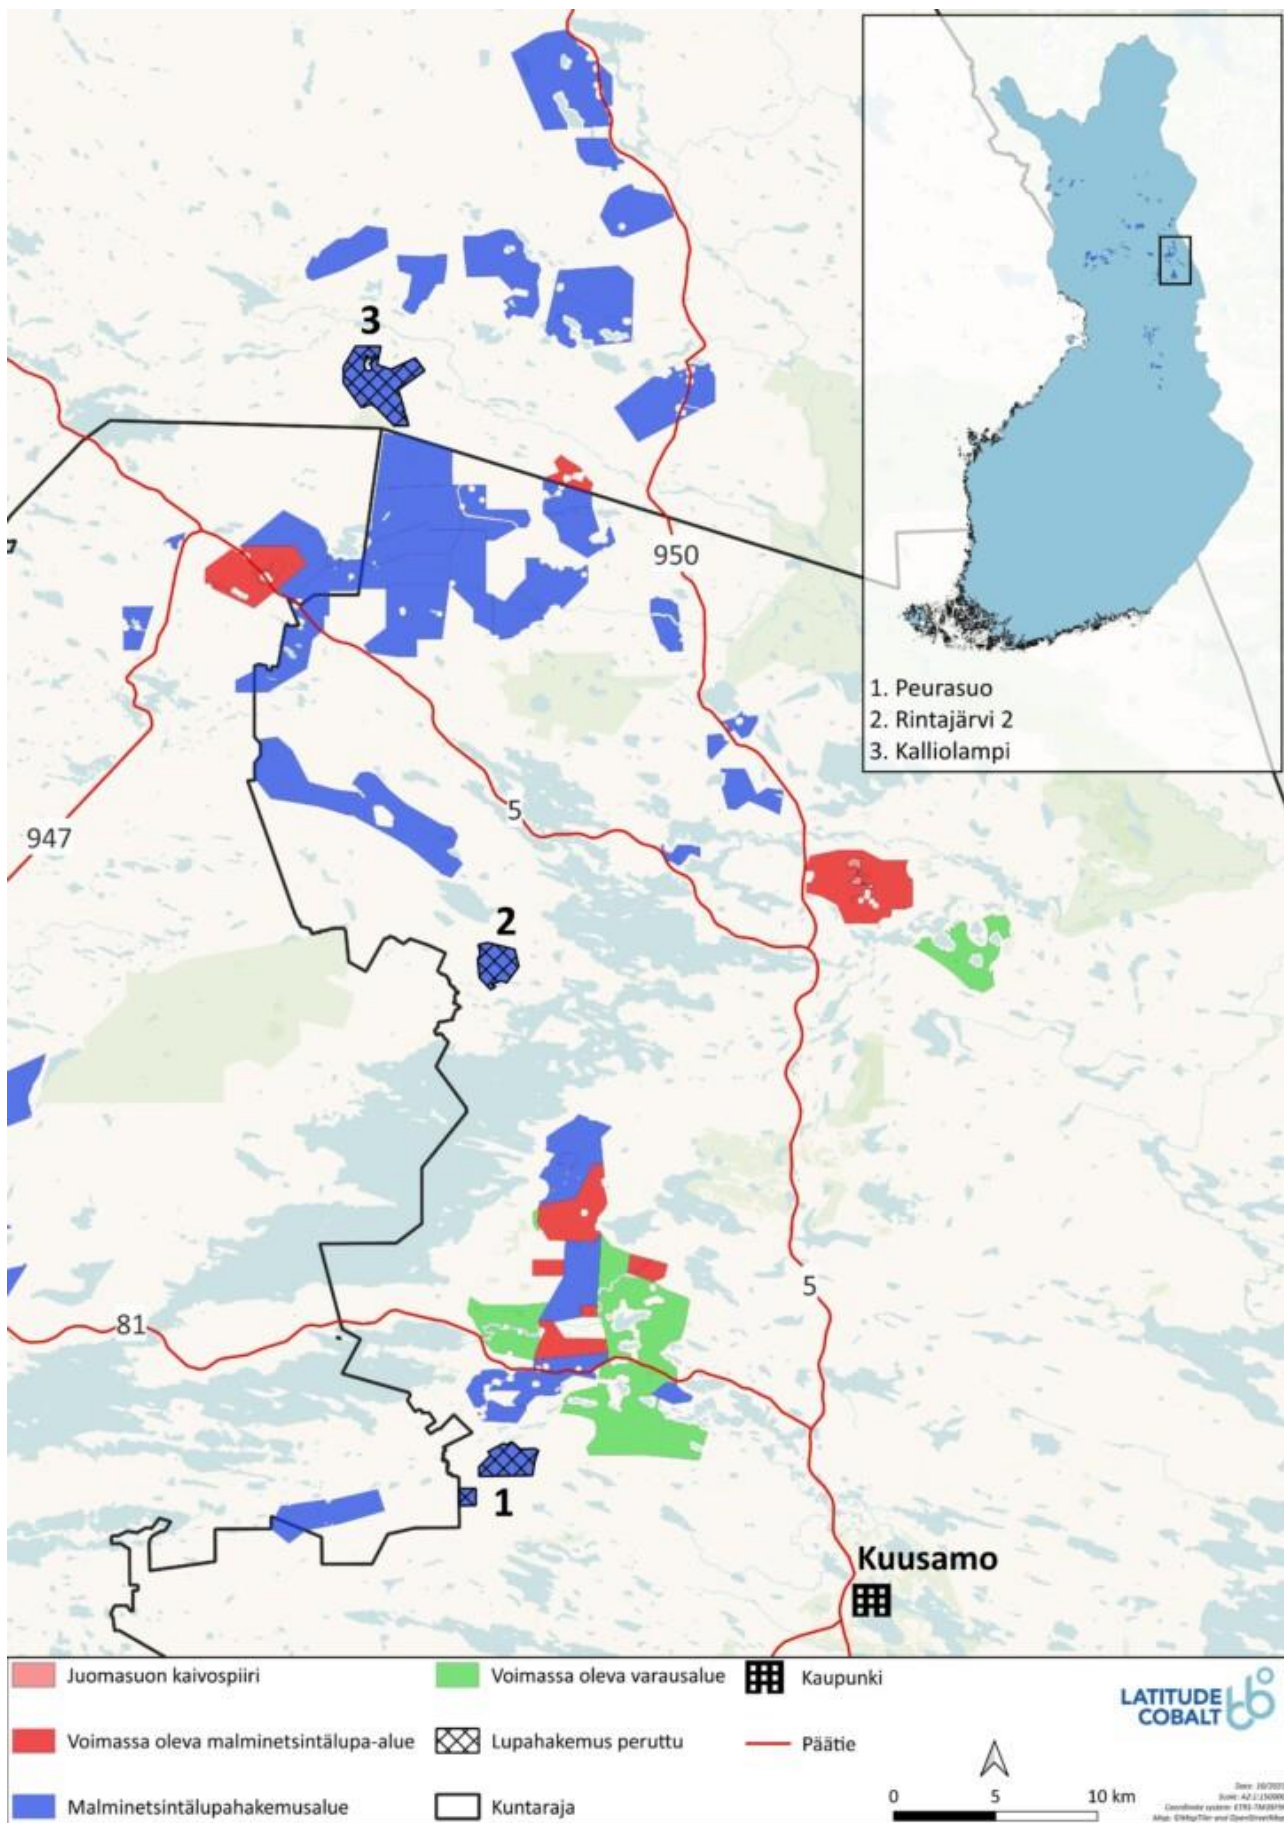 3
950
1. Peurasuo
2. Rintajärvi 2
3. Kalliolampi
5
947
2
5
81
1
Kuusamo
Juomasuon kaivospiiri
Voimassa oleva varausalue
Kaupunki
LATITUDE 66
COBALT
Voimassa oleva malminetsintälupa-alue
Lupahakemus peruttu
Päätie
Malminetsintälupahakemusalue
Kuntaraja
0 5 10 km